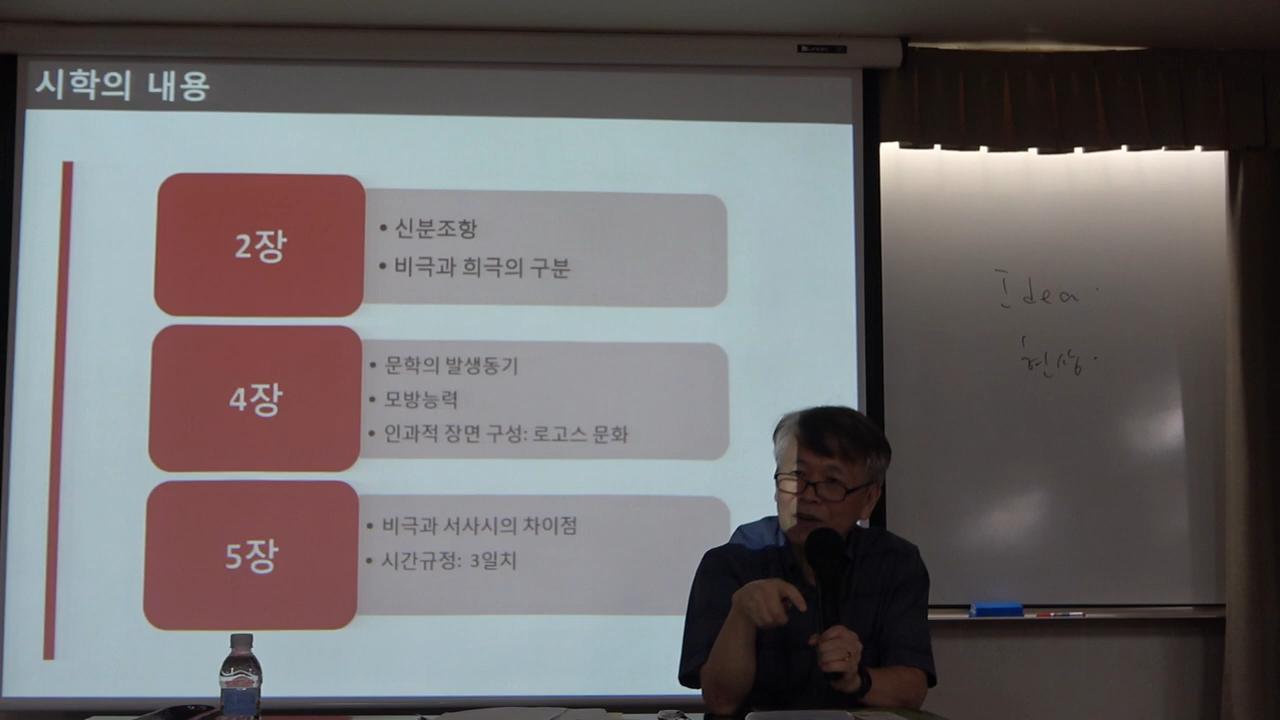 시학의 내용
2장
• 신분조항
• 비극과 희극의 구분
4장
• 문학의 발생동기
• 모방능력
• 인과적 장면 구성: 로고스 문화
5장
• 비극과 서사시의 차이점
• 시간규정: 3일치
Idea.
현상.